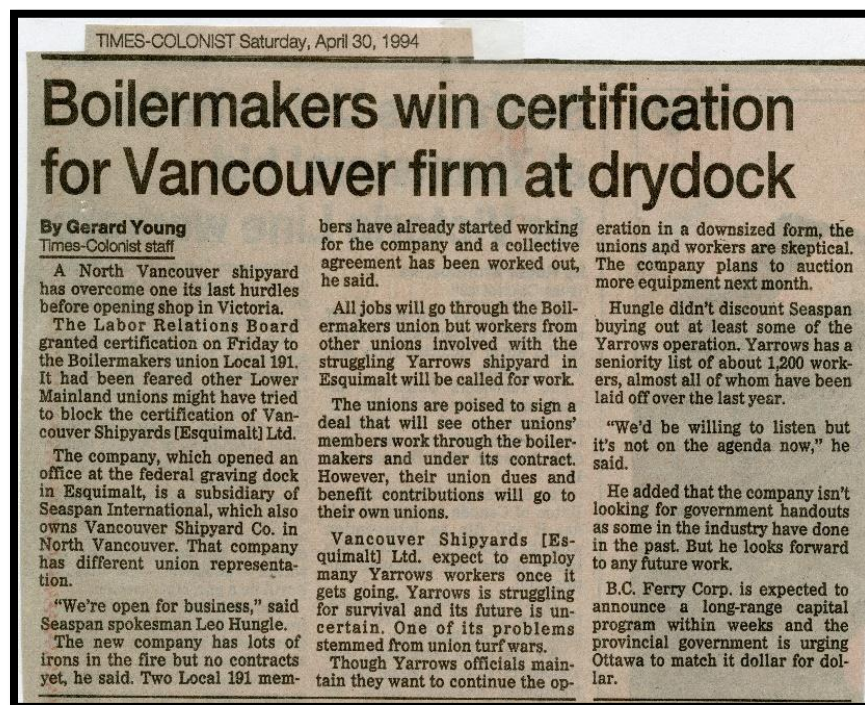 TIMES-COLONIST Saturday, April 30, 1994
Boilermakers win certification
for Vancouver firm at drydock
By Gerard Young
Times-Colonist staff
A North Vancouver shipyard
has overcome one its last hurdles
before opening shop in Victoria.
The Labor Relations Board
granted certification on Friday to
the Boilermakers union Local 191.
It had been feared other Lower
Mainland unions might have tried
to block the certification of Van-
couver Shipyards [Esquimalt] Ltd.
The company, which opened an
office at the federal graving dock
in Esquimalt, is a subsidiary of
Seaspan International, which also
owns Vancouver Shipyard Co. in
North Vancouver. That company
has different union representa-
tion.
"We're open for business," said
Seaspan spokesman Leo Hungle.
The new company has lots of
irons in the fire but no contracts
yet, he said. Two Local 191 mem-
bers have already started working
for the company and a collective
agreement has been worked out,
he said.
All jobs will go through the Boil-
ermakers union but workers from
other unions involved with the
struggling Yarrows shipyard in
Esquimalt will be called for work.
The unions are poised to sign a
deal that will see other unions'
members work through the boiler-
makers and under its contract.
However, their union dues and
benefit contributions will go to
their own unions.
Vancouver Shipyards [Es-
quimalt] Ltd. expect to employ
many Yarrows workers once it
gets going. Yarrows is struggling
for survival and its future is un-
certain. One of its problems
stemmed from union turf wars.
Though Yarrows officials main-
tain they want to continue the op-
eration in a downsized form, the
unions and workers are skeptical.
The company plans to auction
more equipment next month.
Hungle didn't discount Seaspan
buying out at least some of the
Yarrows operation. Yarrows has a
seniority list of about 1,200 work-
ers, almost all of whom have been
laid off over the last year.
"We'd be willing to listen but
it's not on the agenda now," he
said.
He added that the company isn't
looking for government handouts
as some in the industry have done
in the past. But he looks forward
to any future work.
B.C. Ferry Corp. is expected to
announce a long-range capital
program within weeks and the
provincial government is urging
Ottawa to match it dollar for dol-
lar.